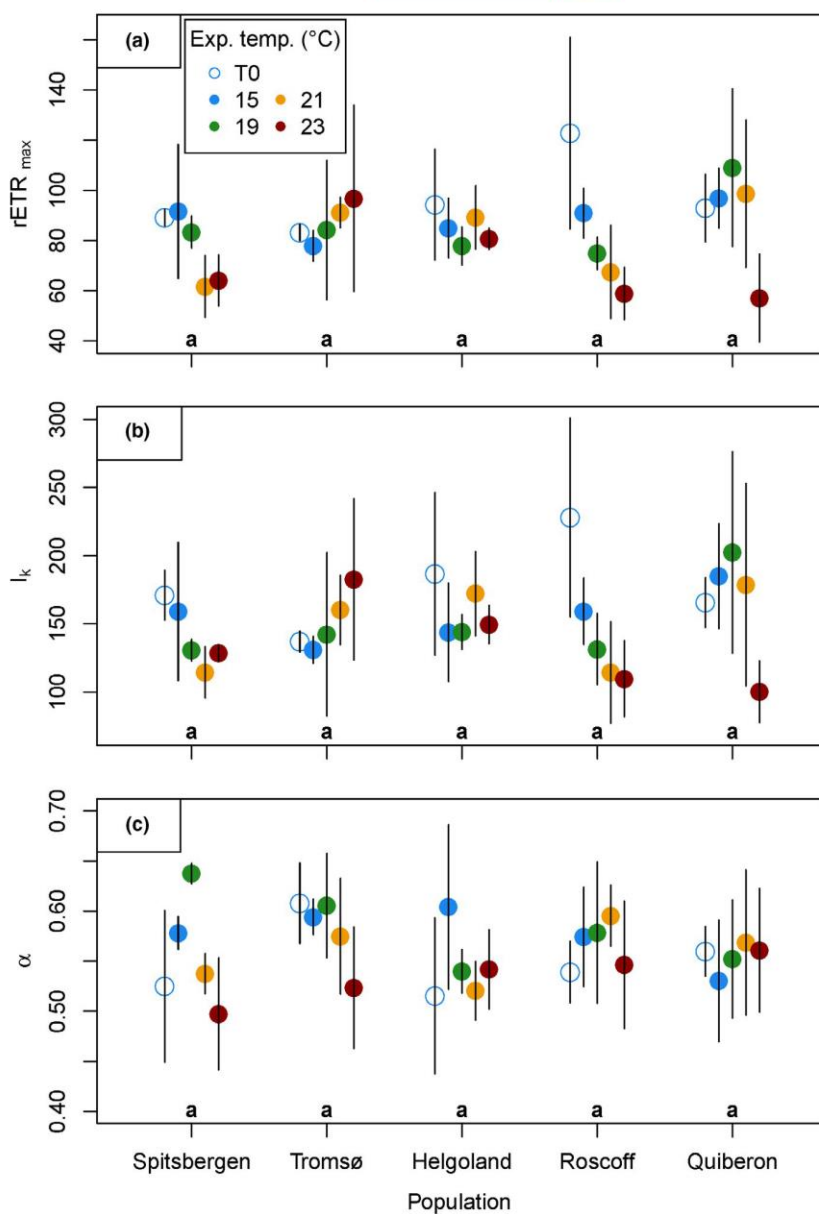 (a)
Exp. temp. (°C)
T0
15 21
19 23
140
120
100
80
60
40
rETR max
a a a a a
(b)
300
250
200
150
100
Ik
a a a a a
(c)
0.70
0.60
0.50
0.40
α
a a a a a
Spitsbergen Tromsø Helgoland Roscoff Quiberon
Population